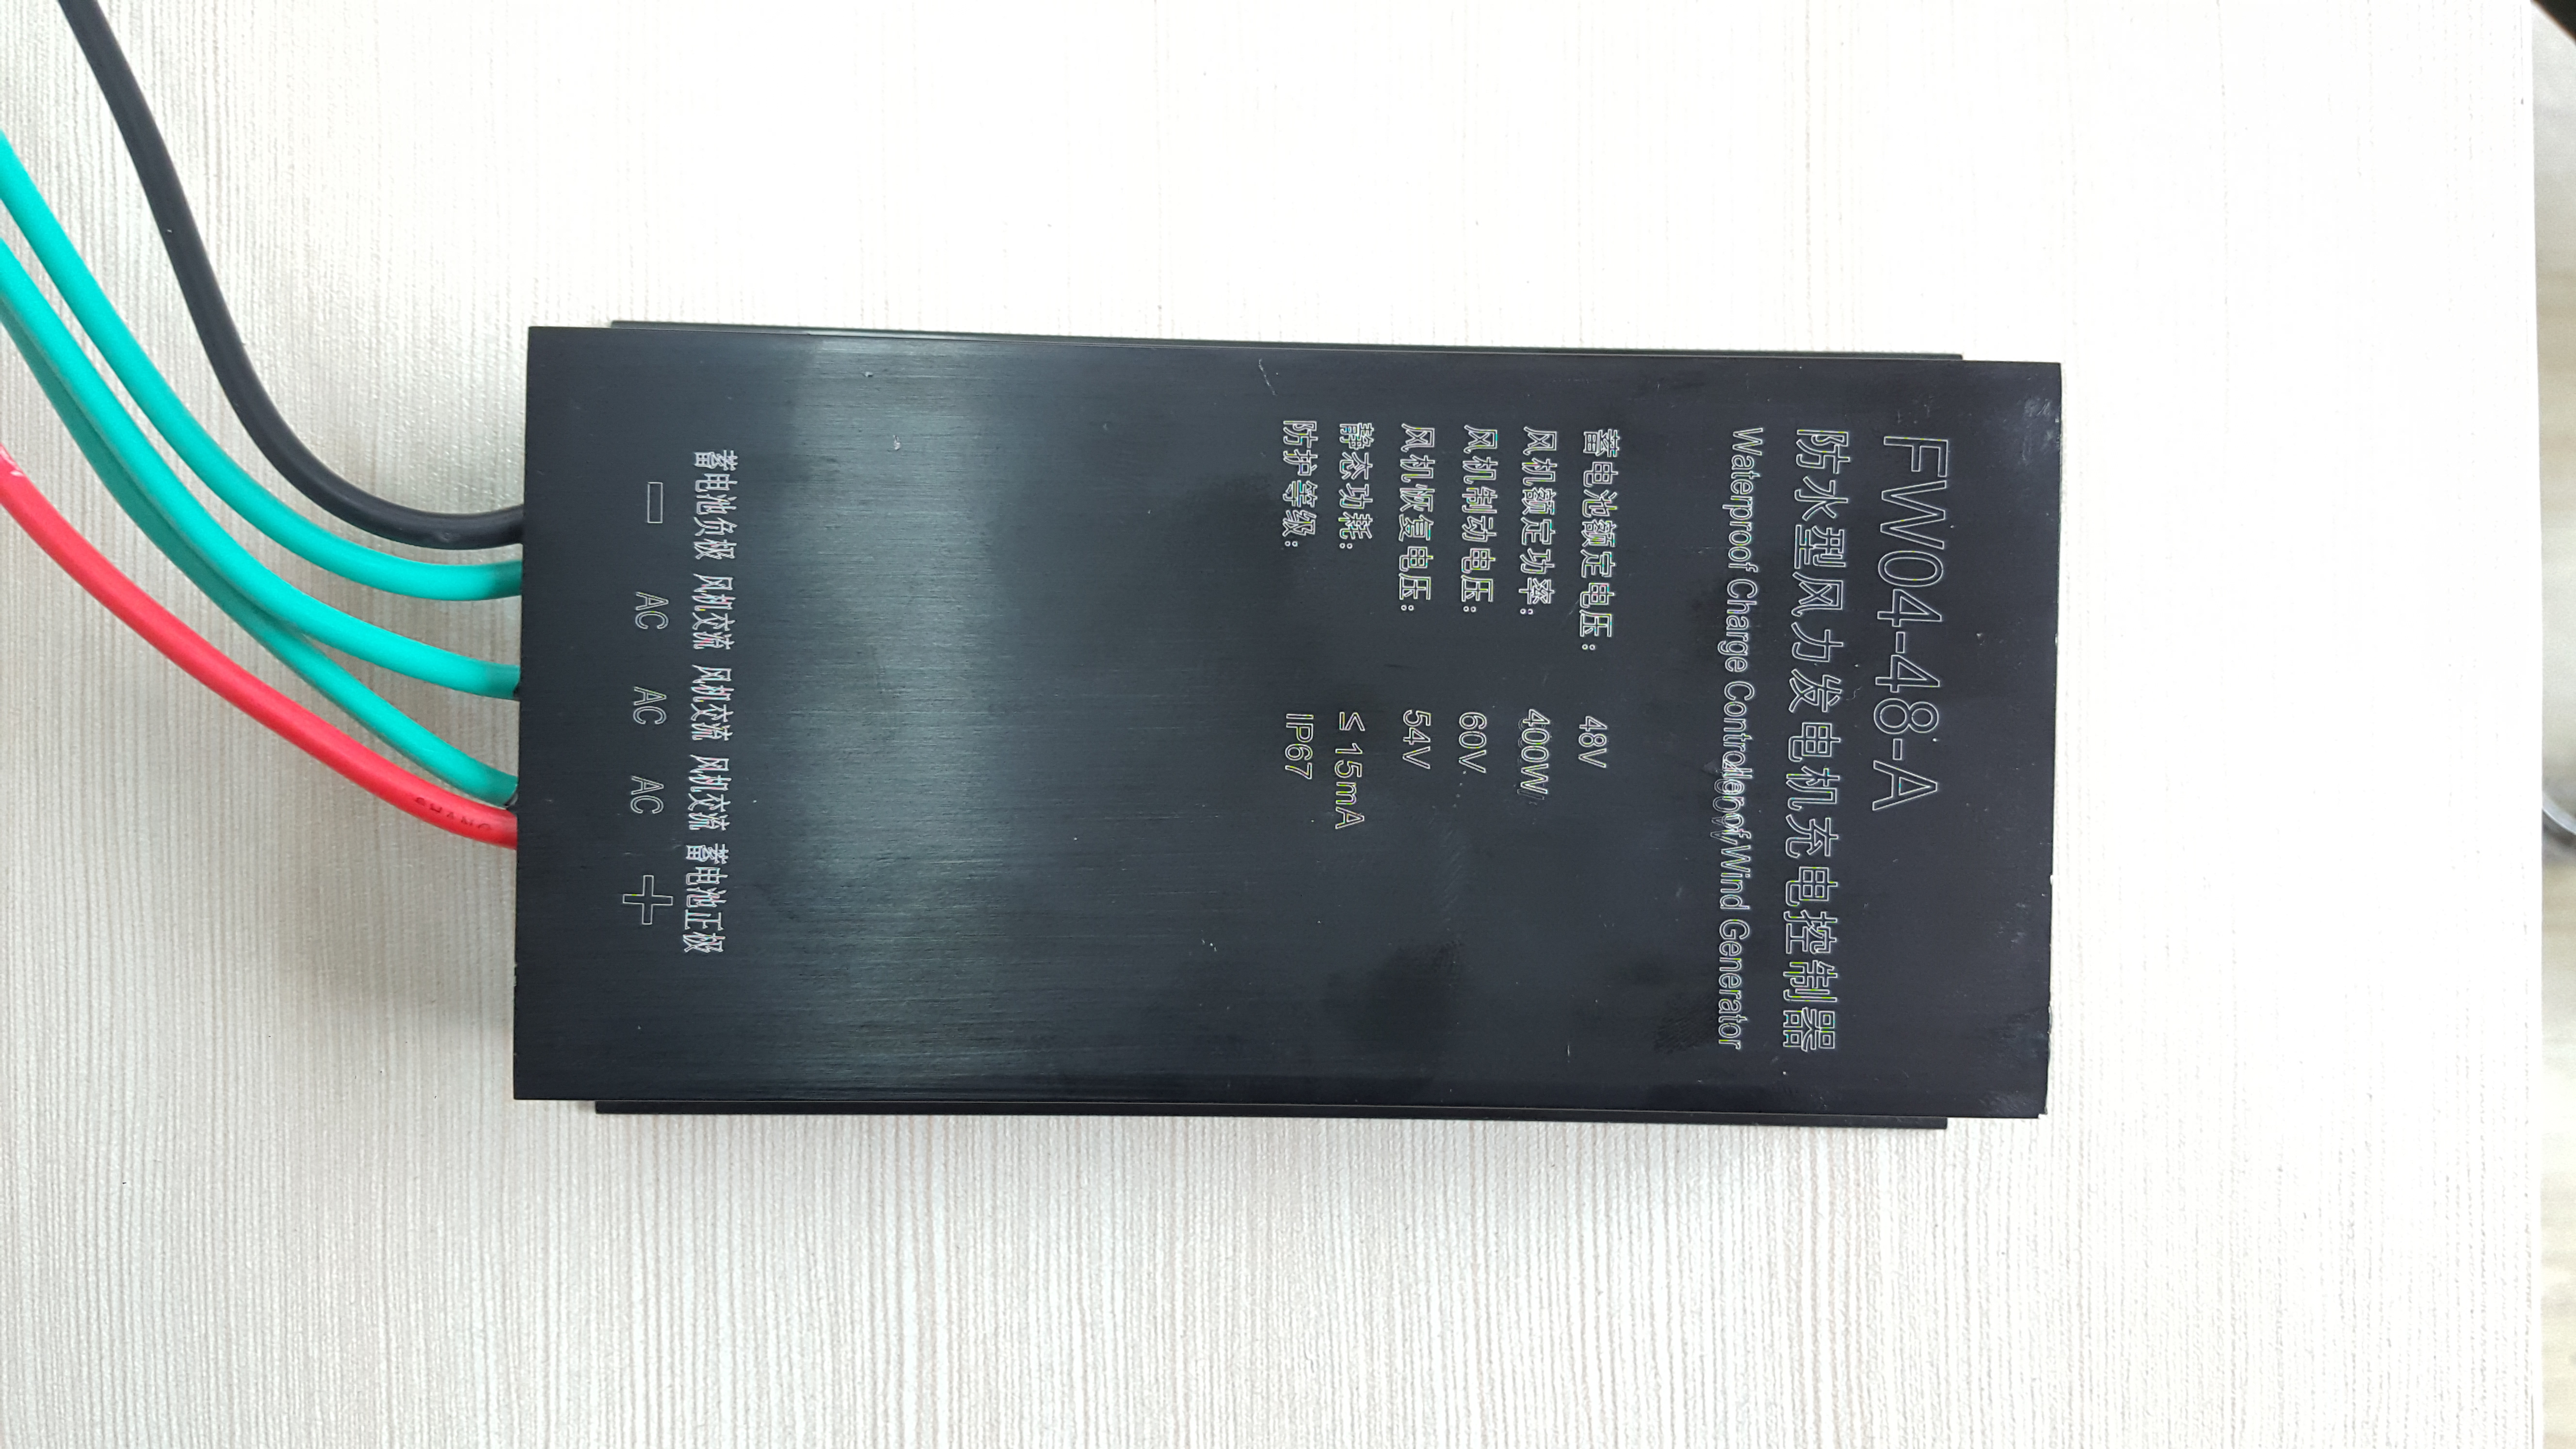 FW04-48-A
防水型风力发电机充电控制器
Waterproof Charge Controller of Wind Generator
蓄电池额定电压: 48V
风机额定功率: 400W
风机制动电压: 60V
风机恢复电压: 54V
静态功耗: ≤15mA
防护等级: IP67
蓄电池负极 风机交流 风机交流 风机交流 蓄电池正极
- AC AC AC +